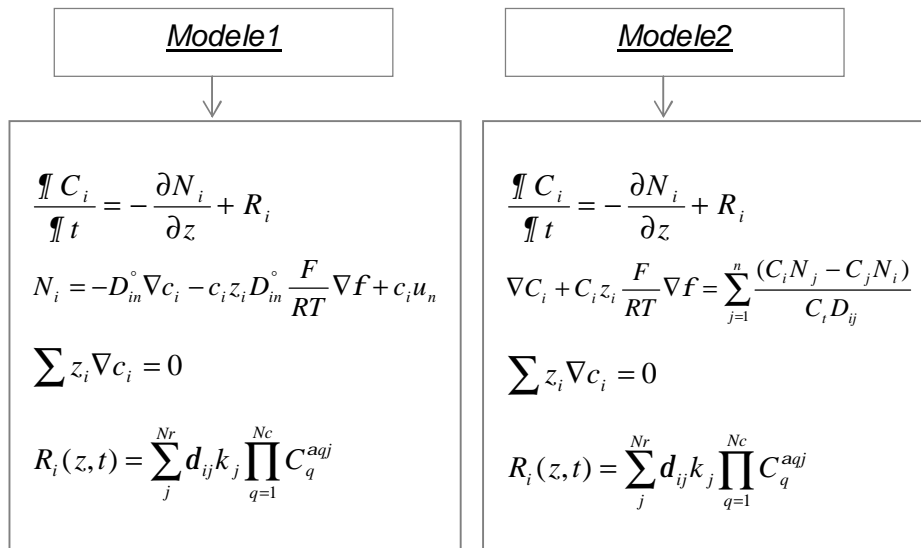 Modele1
¶ C_i / ¶ t = − ∂N_i / ∂z + R_i
N_i = −D°_in ∇c_i − c_i z_i D°_in F/RT ∇f + c_i u_n
∑ z_i ∇c_i = 0
R_i(z,t) = ∑_j^Nr d_ij k_j ∏_{q=1}^Nc C_q^aqj
Modele2
¶ C_i / ¶ t = − ∂N_i / ∂z + R_i
∇C_i + C_i z_i F/RT ∇f = ∑_{j=1}^n (C_i N_j − C_j N_i) / C_t D_ij
∑ z_i ∇c_i = 0
R_i(z,t) = ∑_j^Nr d_ij k_j ∏_{q=1}^Nc C_q^aqj